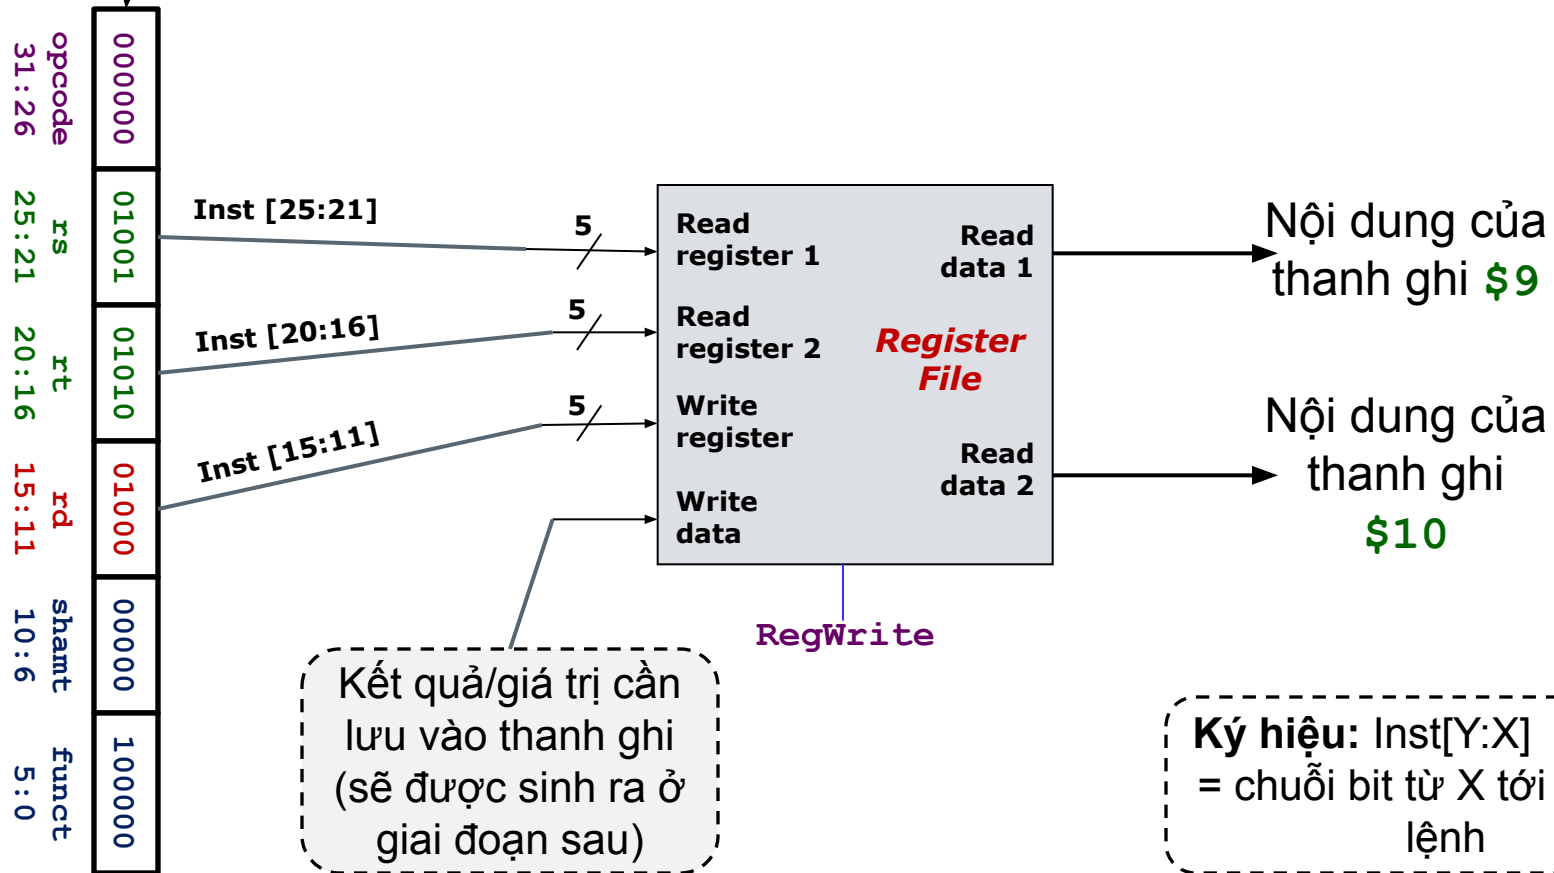 opcode
31:26
000000
rs
25:21
01001
rt
20:16
01010
rd
15:11
01000
shamt
10:6
00000
funct
5:0
100000
Inst [25:21]
5
Inst [20:16]
5
Inst [15:11]
5
Read
register 1
Read
register 2
Write
register
Write
data
Read
data 1
Register
File
Read
data 2
RegWrite
Nội dung của
thanh ghi $9
Nội dung của
thanh ghi
$10
Kết quả/giá trị cần
lưu vào thanh ghi
(sẽ được sinh ra ở
giai đoạn sau)
Ký hiệu: Inst[Y:X]
= chuỗi bit từ X tới
lệnh